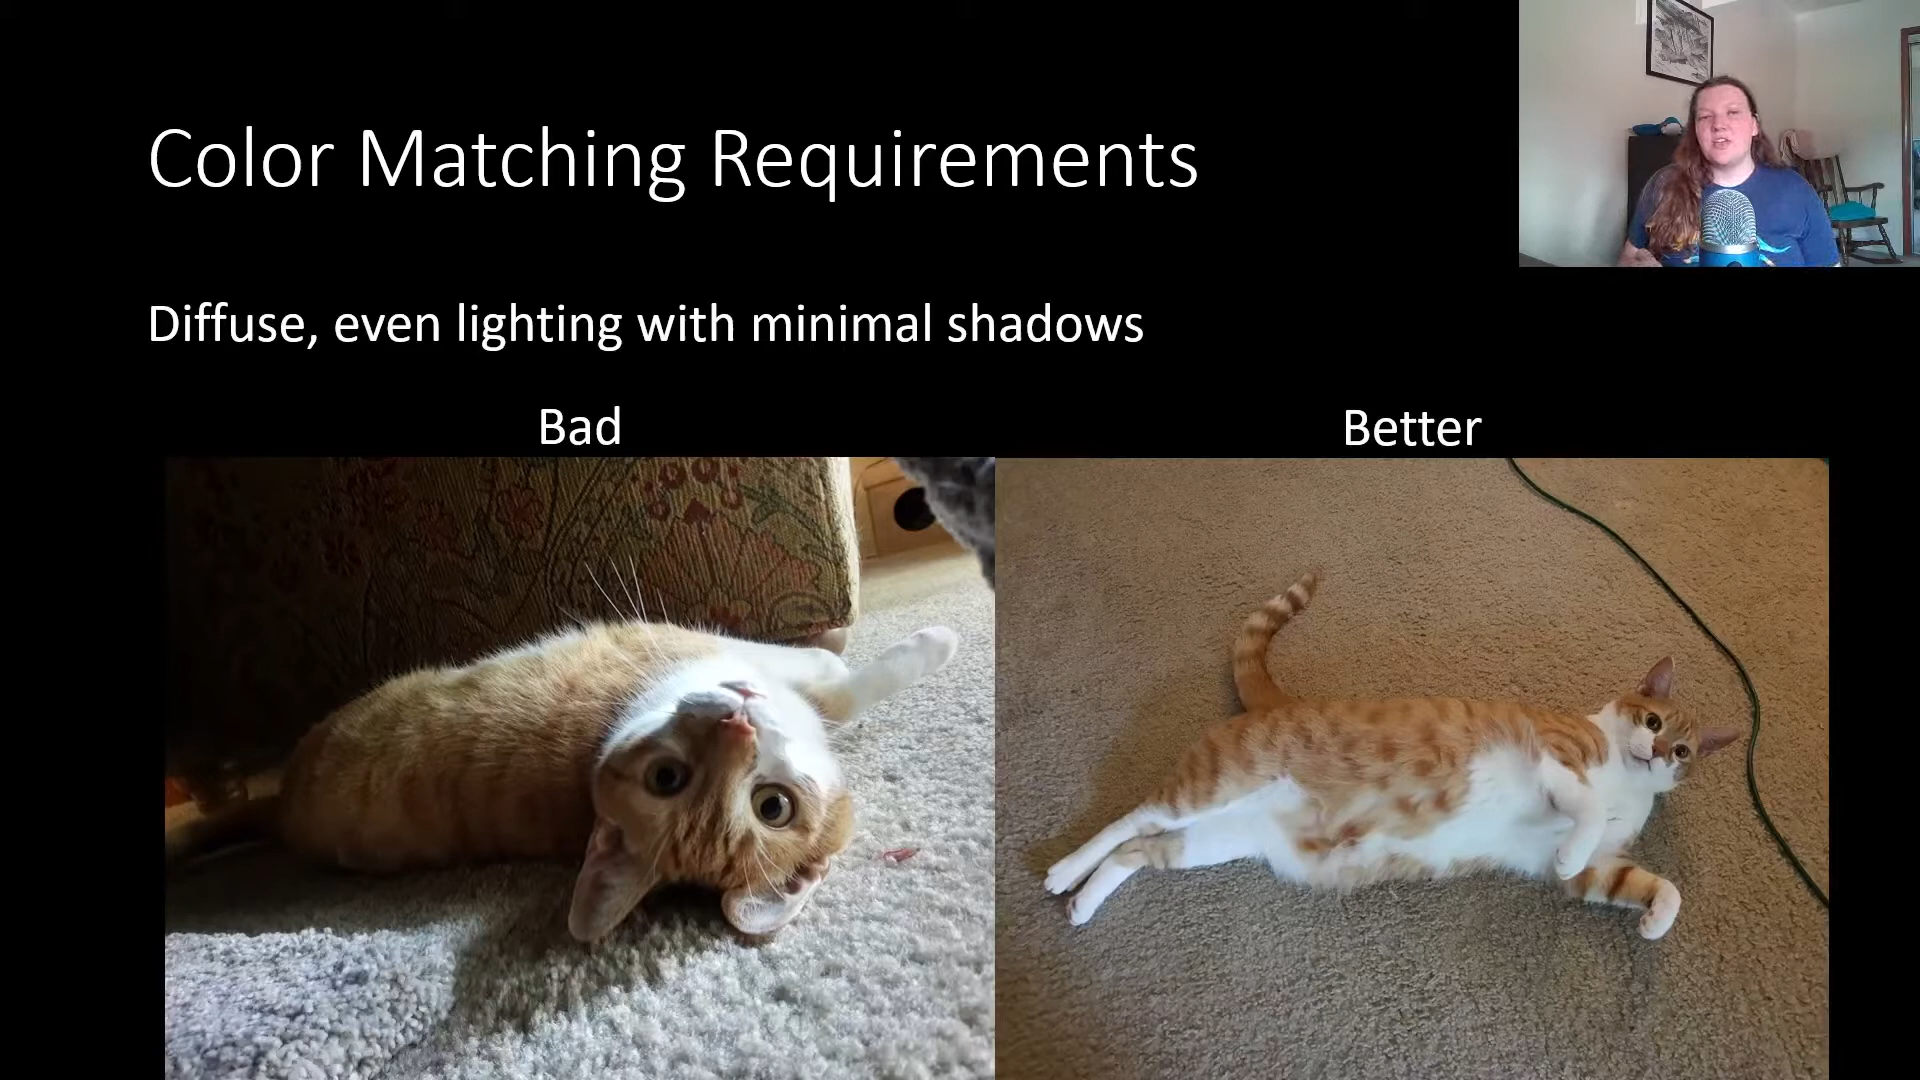 Color Matching Requirements
Diffuse, even lighting with minimal shadows
Bad
Better